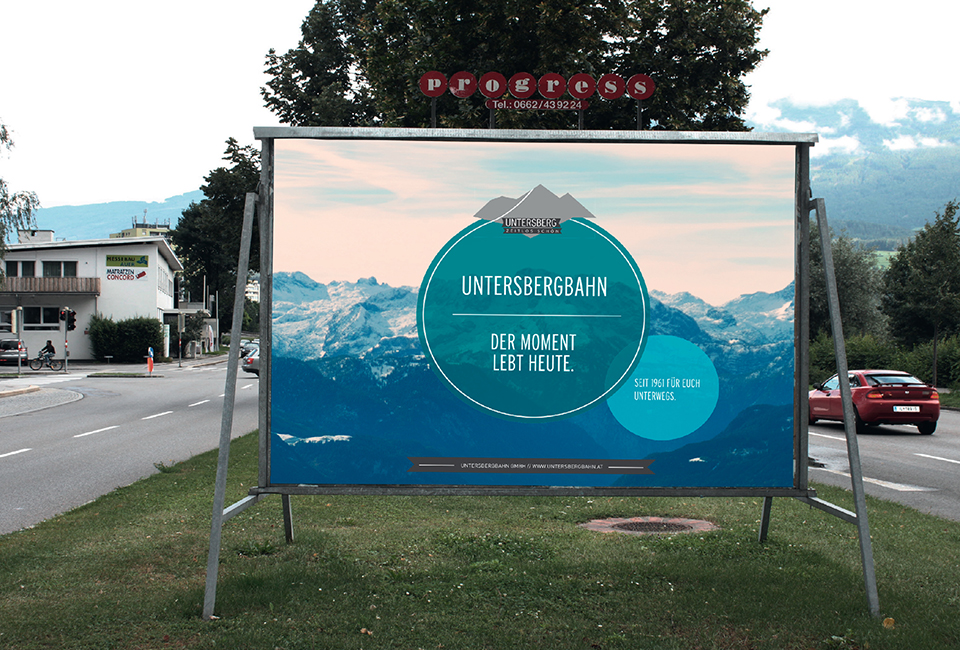 progress
Tel.: 0662/43 92 24
UNTERSBERG
ZEITLOS SCHÖN
UNTERSBERGBAHN
DER MOMENT
LEBT HEUTE.
SEIT 1961 FÜR EUCH
UNTERWEGS.
UNTERSBERGBAHN GMBH // WWW.UNTERSBERGBAHN.AT
MATRATZEN
CONCORD